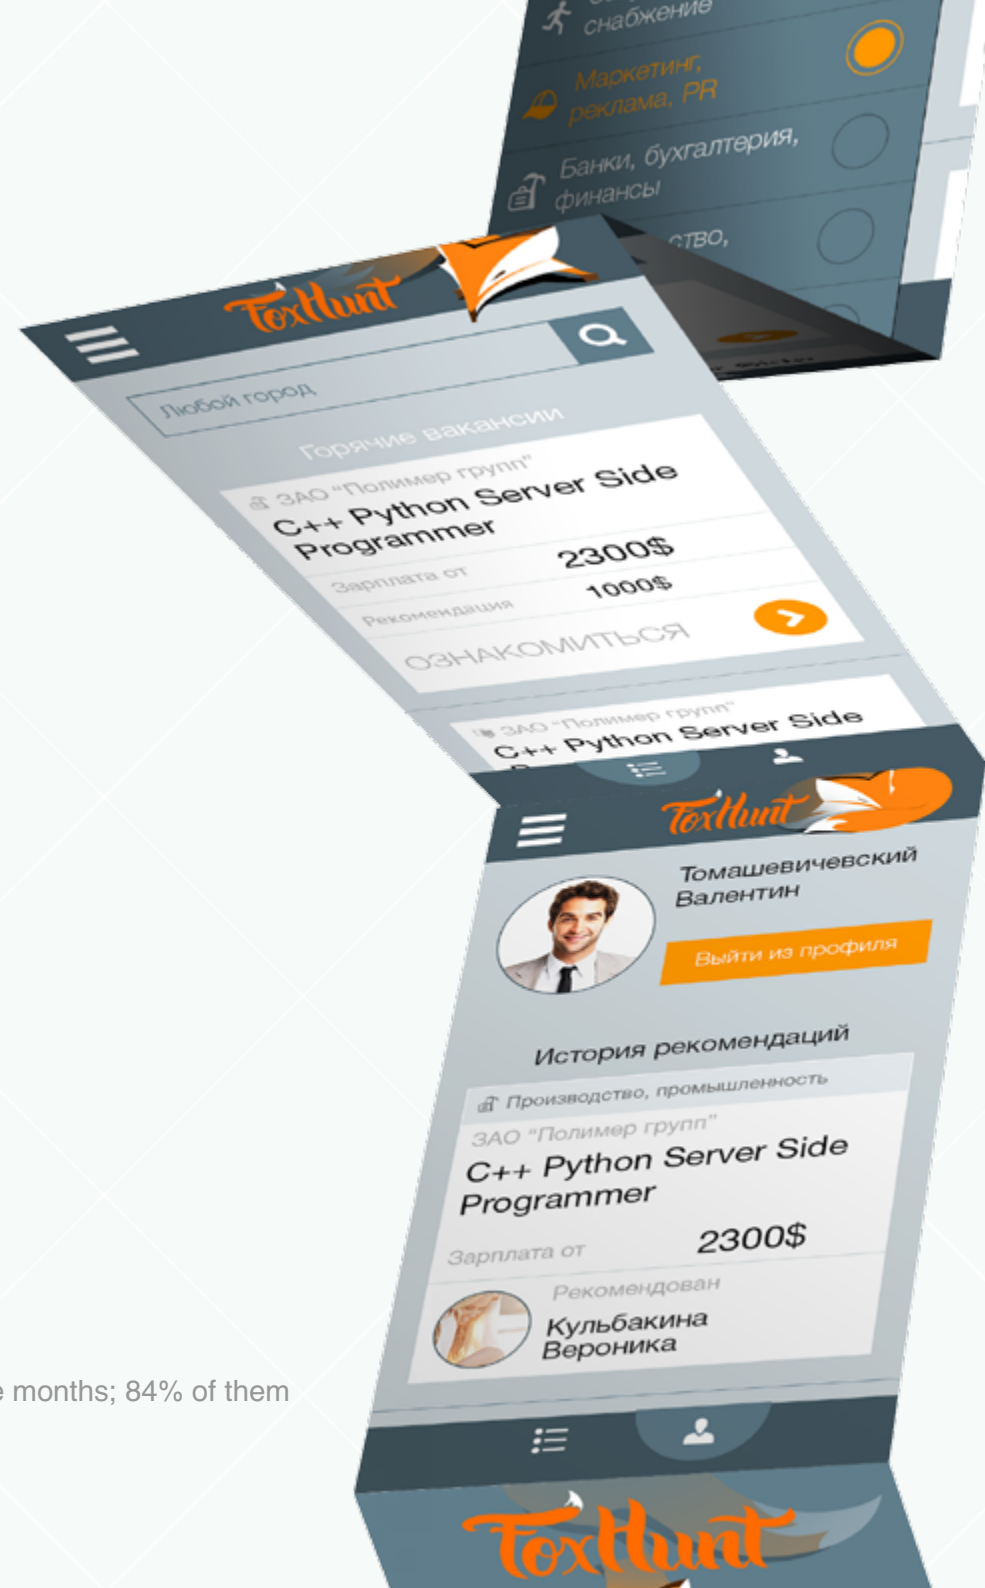 снабжение
Маркетинг,
реклама, PR
Банки, бухгалтерия,
финансы
ство,
FoxHunt
Любой город
Горячие вакансии
ЗАО “Полимер групп”
C++ Python Server Side
Programmer
Зарплата от 2300$
Рекомендация 1000$
ОЗНАКОМИТЬСЯ
ЗАО “Полимер групп”
C++ Python Server Side
FoxHunt
Томашевичевский
Валентин
Выйти из профиля
История рекомендаций
Производство, промышленность
ЗАО “Полимер групп”
C++ Python Server Side
Programmer
Зарплата от 2300$
Рекомендован
Кульбакина
Вероника
months; 84% of them
FoxHunt